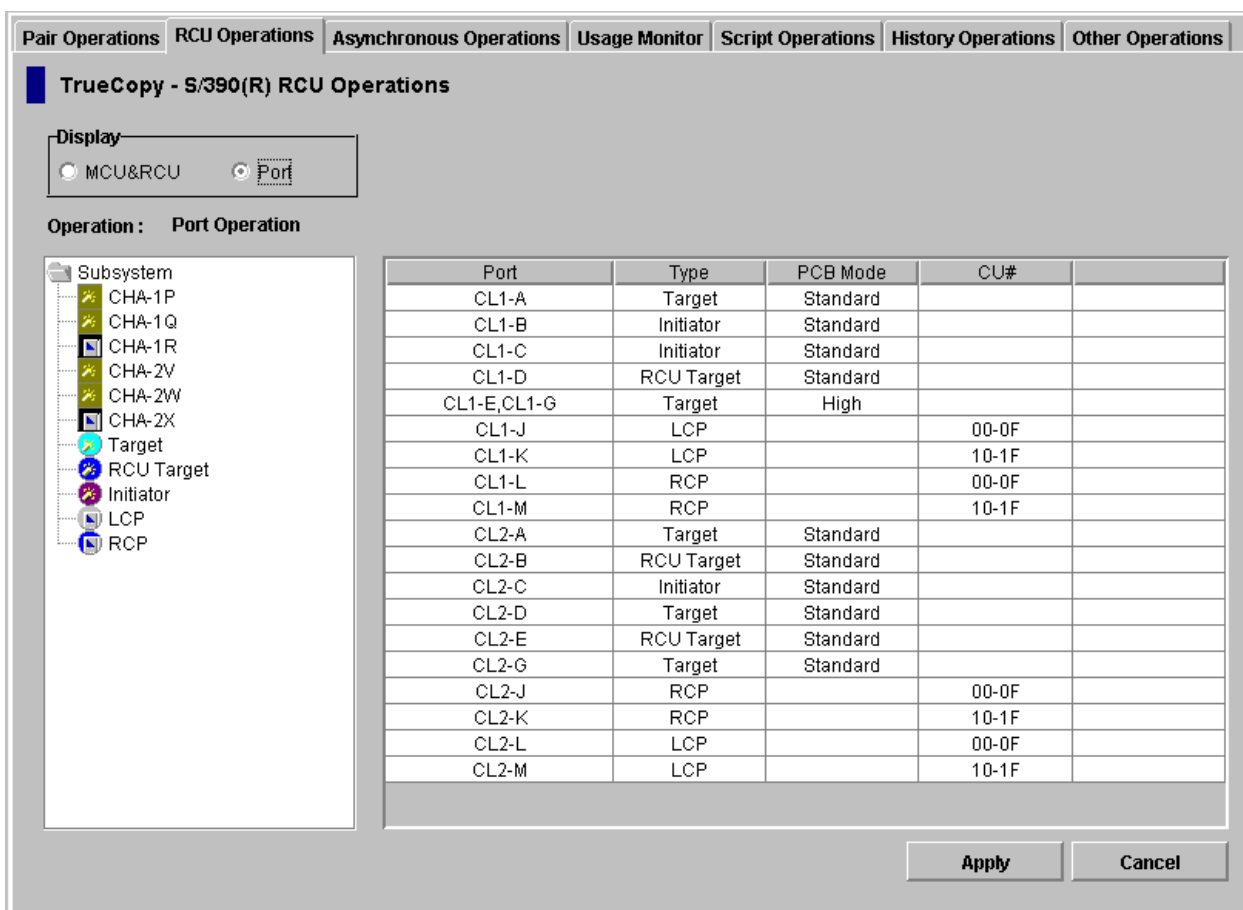 Pair Operations RCU Operations Asynchronous Operations Usage Monitor Script Operations History Operations Other Operations
TrueCopy - S/390(R) RCU Operations
Display
MCU&RCU Port
Operation : Port Operation
Subsystem
CHA-1P
CHA-1Q
CHA-1R
CHA-2V
CHA-2W
CHA-2X
Target
RCU Target
Initiator
LCP
RCP
Port Type PCB Mode CU#
CL1-A Target Standard
CL1-B Initiator Standard
CL1-C Initiator Standard
CL1-D RCU Target Standard
CL1-E,CL1-G Target High
CL1-J LCP 00-0F
CL1-K LCP 10-1F
CL1-L RCP 00-0F
CL1-M RCP 10-1F
CL2-A Target Standard
CL2-B RCU Target Standard
CL2-C Initiator Standard
CL2-D Target Standard
CL2-E RCU Target Standard
CL2-G Target Standard
CL2-J RCP 00-0F
CL2-K RCP 10-1F
CL2-L LCP 00-0F
CL2-M LCP 10-1F
Apply Cancel